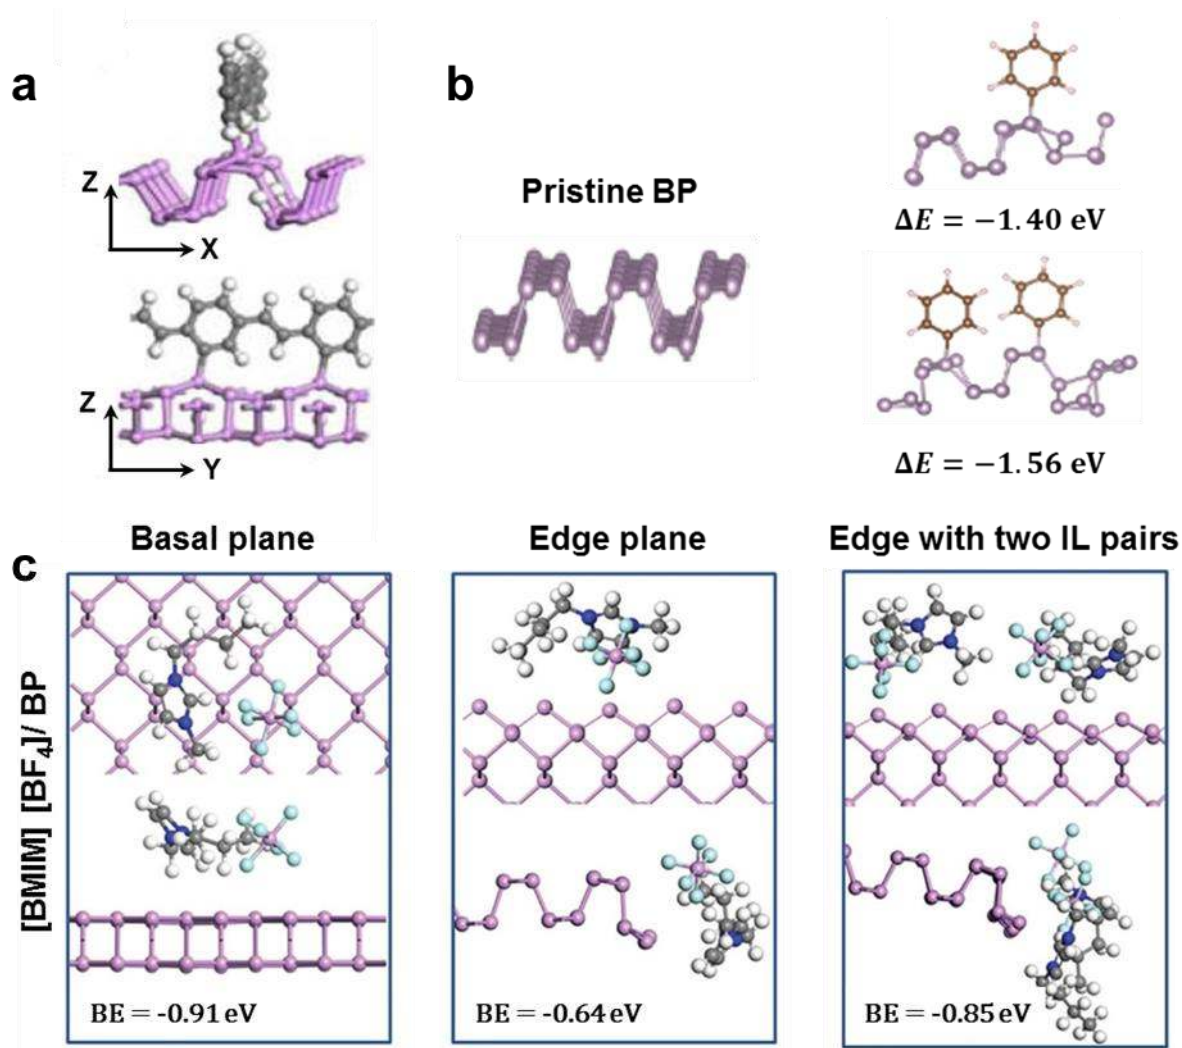 a
Z
X
Z
Y
b
Pristine BP
ΔE = −1.40 eV
ΔE = −1.56 eV
c
Basal plane
Edge plane
Edge with two IL pairs
[BMIM] [BF₄]/ BP
BE = -0.91 eV
BE = -0.64 eV
BE = -0.85 eV